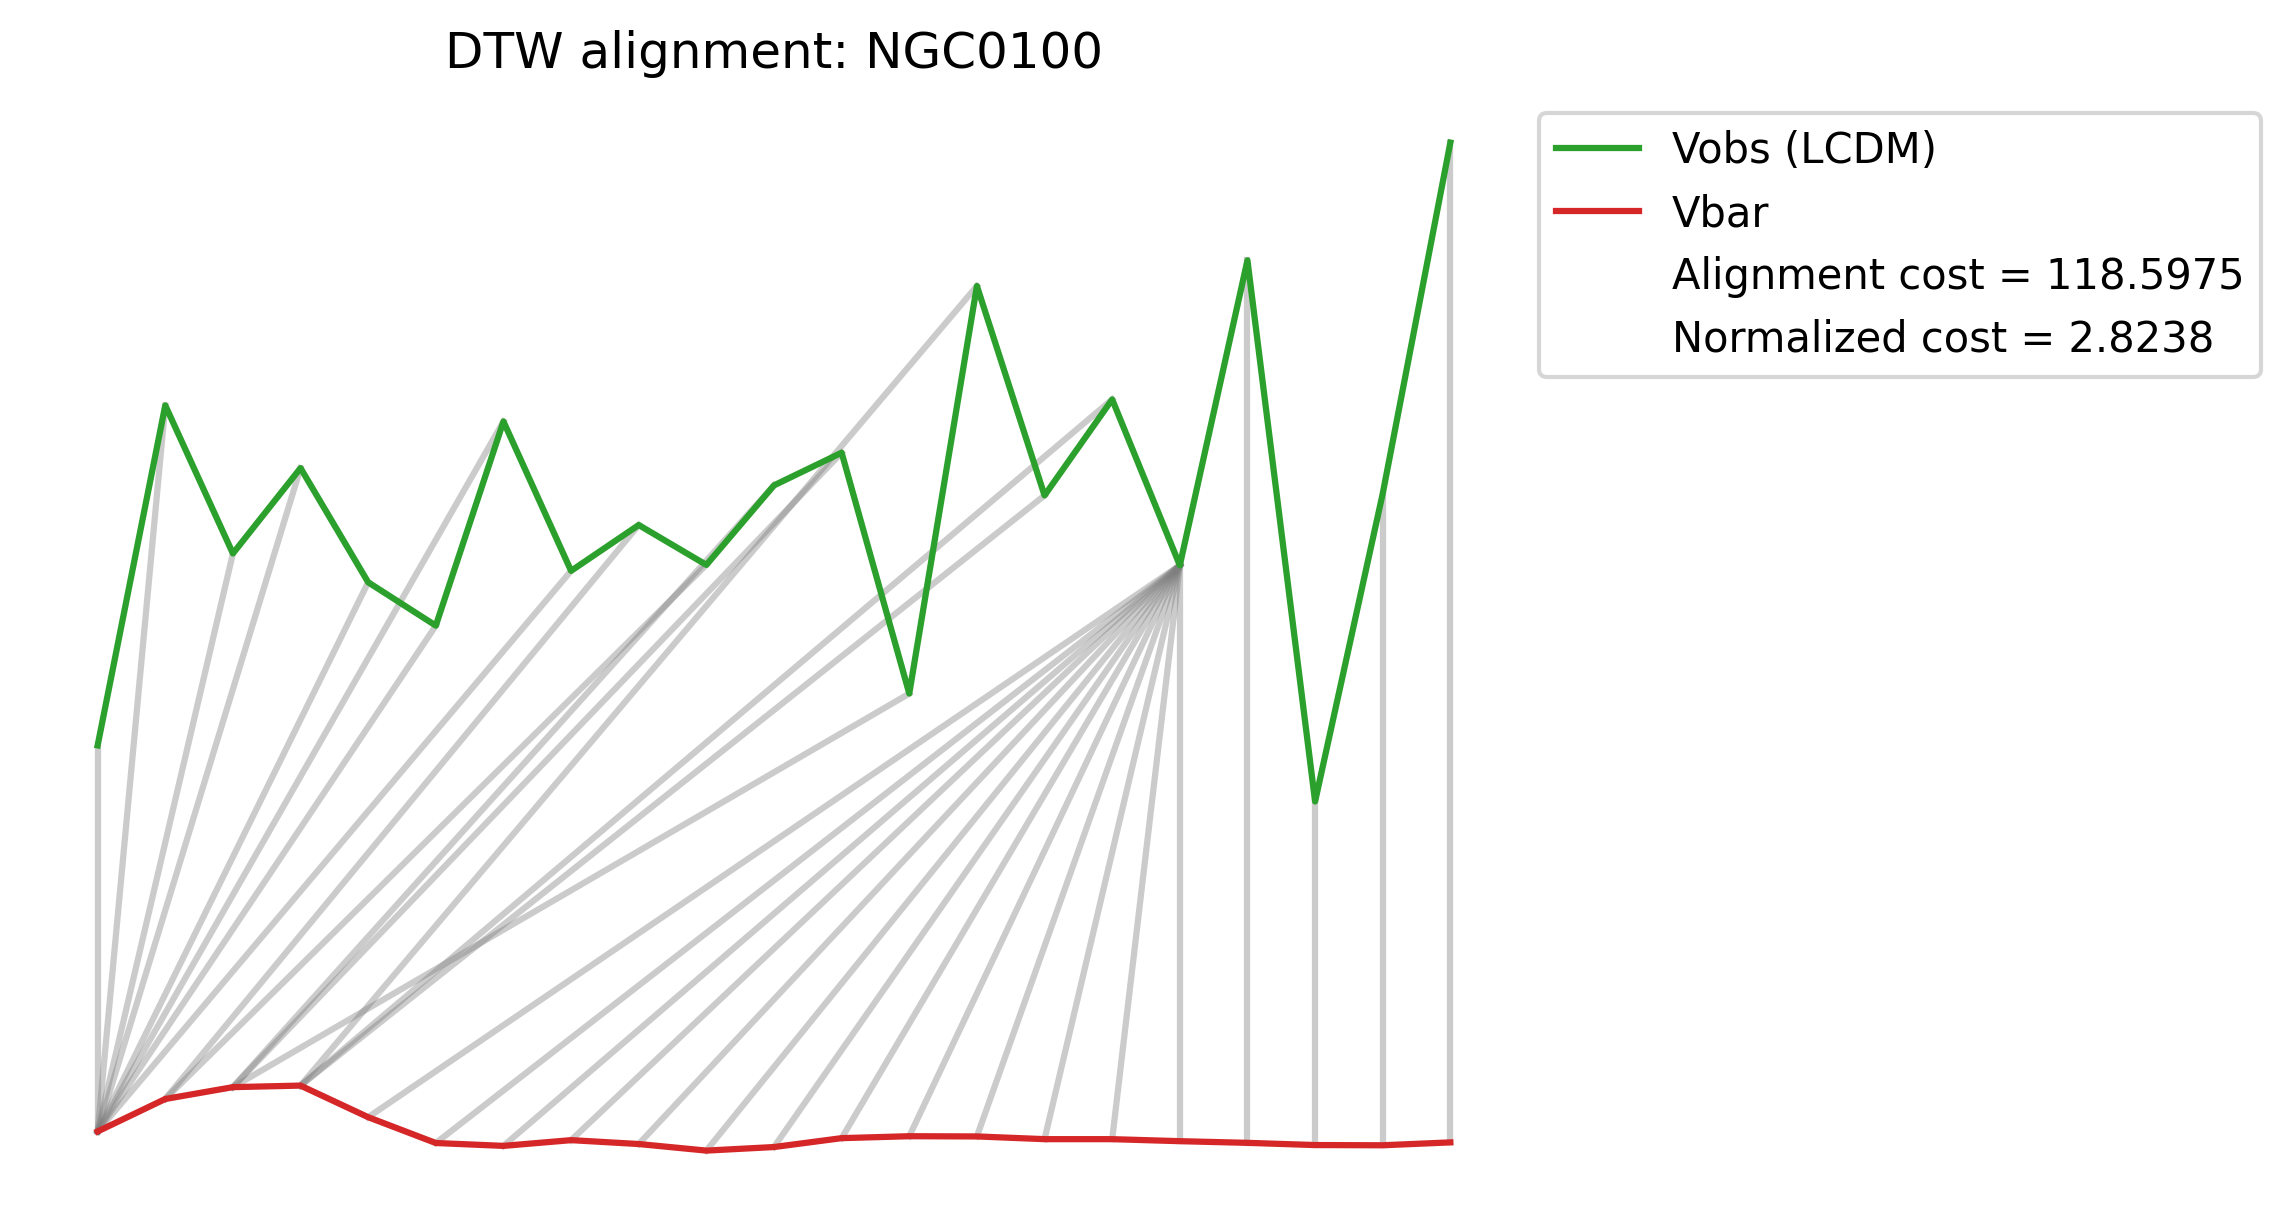 DTW alignment: NGC0100
Vobs (LCDM)
Vbar
Alignment cost = 118.5975
Normalized cost = 2.8238